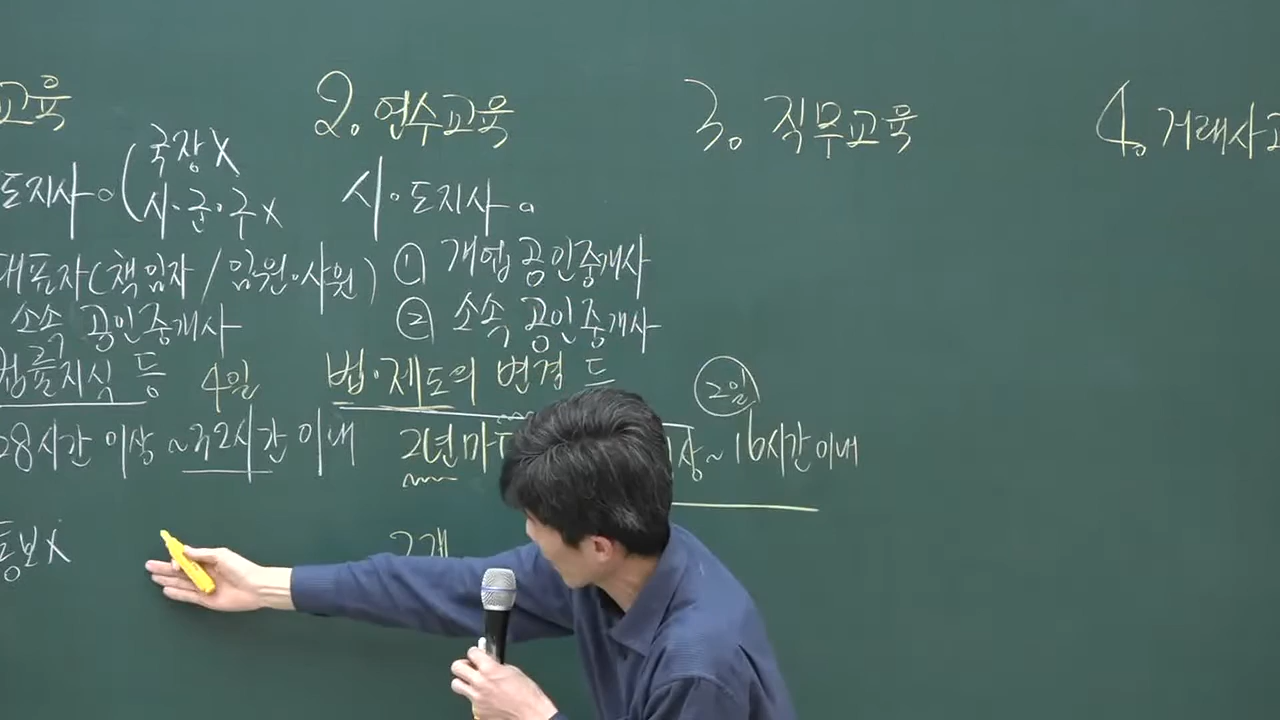 교육
도지사。(국장X
시·군·구X
대표자(책임자/임원·사원)
소속 공인중개사
직무지식 등 4일
28시간 이상 ~32시간 이내
통보X
2. 연수교육
시·도지사。
① 개업공인중개사
② 소속 공인중개사
법·제도의 변경 등
2일
2년마 상~16시간이내
2개
3. 직무교육
4. 거래사고